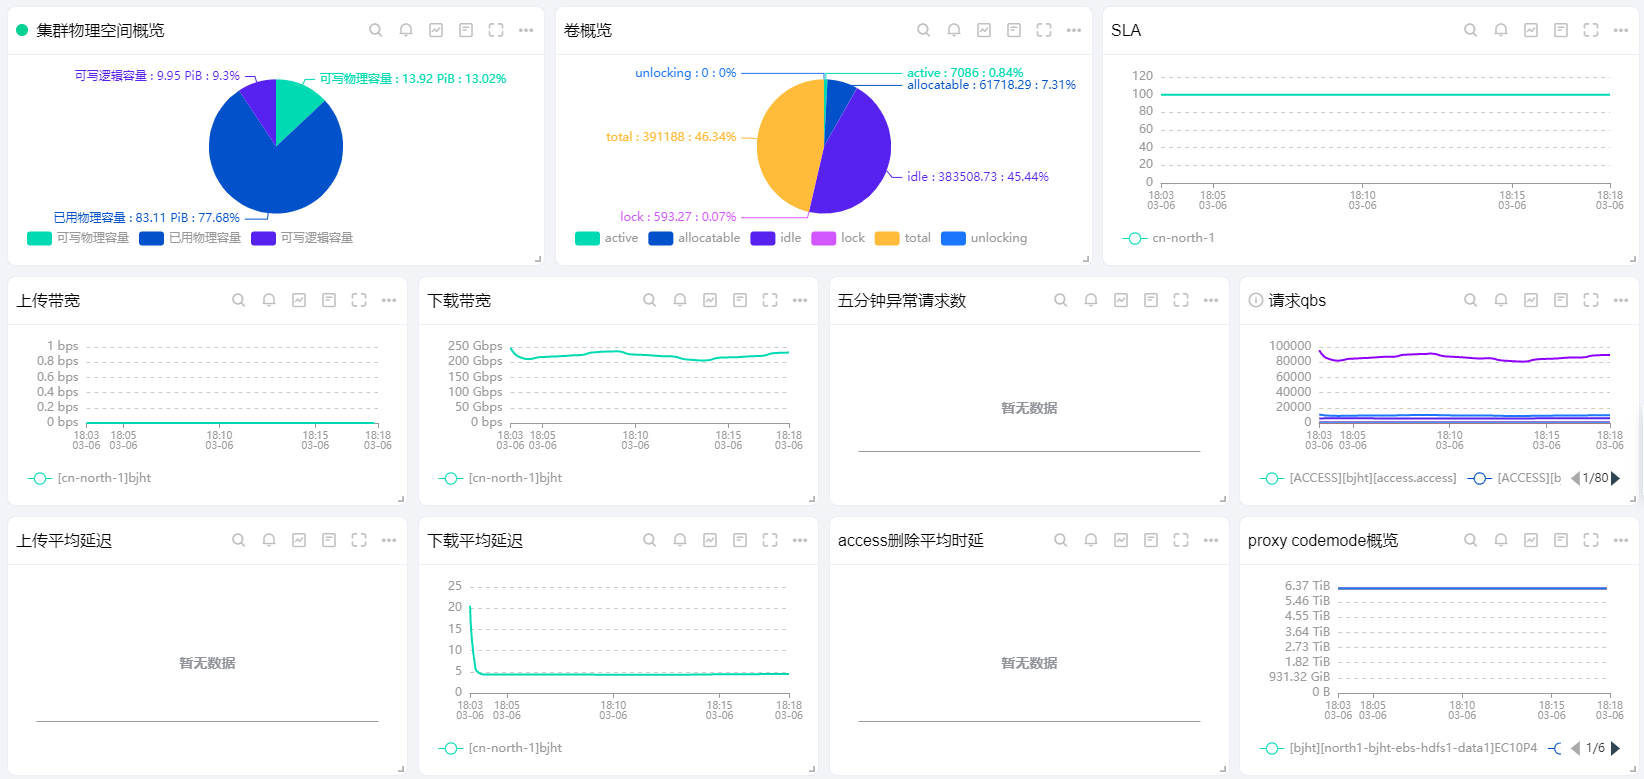 集群物理空间概览
可写逻辑容量 : 9.95 PiB : 9.3%
可写物理容量 : 13.92 PiB : 13.02%
已用物理容量 : 83.11 PiB : 77.68%
可写物理容量 已用物理容量 可写逻辑容量
卷概览
unlocking : 0 : 0%
active : 7086 : 0.84%
allocatable : 61718.29 : 7.31%
total : 391188 : 46.34%
idle : 383508.73 : 45.44%
lock : 593.27 : 0.07%
active allocatable idle lock total unlocking
SLA
120
100
80
60
40
20
0
18:03 18:05 18:10 18:15 18:18
03-06 03-06 03-06 03-06 03-06
cn-north-1
上传带宽
1 bps
0.8 bps
0.6 bps
0.4 bps
0.2 bps
0 bps
18:03 18:05 18:10 18:15 18:18
03-06 03-06 03-06 03-06 03-06
[cn-north-1]bjht
下载带宽
250 Gbps
200 Gbps
150 Gbps
100 Gbps
50 Gbps
0 bps
18:03 18:05 18:10 18:15 18:18
03-06 03-06 03-06 03-06 03-06
[cn-north-1]bjht
五分钟异常请求数
暂无数据
请求qbs
100000
80000
60000
40000
20000
0
18:03 18:05 18:10 18:15 18:18
03-06 03-06 03-06 03-06 03-06
[ACCESS][bjht][access.access] [ACCESS][b 1/80
上传平均延迟
暂无数据
下载平均延迟
25
20
15
10
5
0
18:03 18:05 18:10 18:15 18:18
03-06 03-06 03-06 03-06 03-06
[cn-north-1]bjht
access删除平均时延
暂无数据
proxy codemode概览
6.37 TiB
5.46 TiB
4.55 TiB
3.64 TiB
2.73 TiB
1.82 TiB
931.32 GiB
0 B
18:03 18:05 18:10 18:15 18:18
03-06 03-06 03-06 03-06 03-06
[bjht][north1-bjht-ebs-hdfs1-data1]EC10P4 1/6